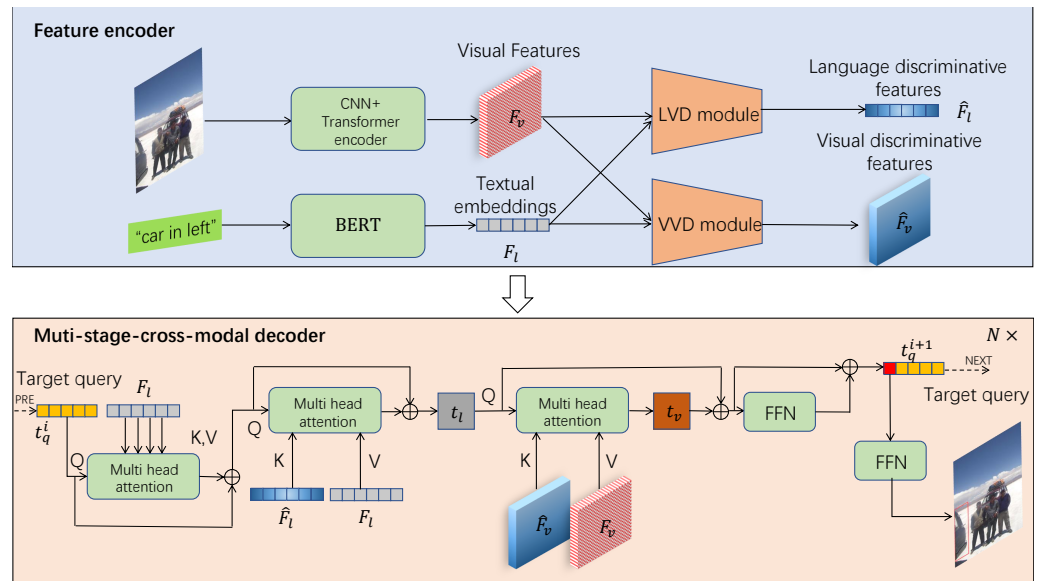 Feature encoder
Visual Features
CNN+
Transformer
encoder
F_v
LVD module
Language discriminative
features
F̂_l
Visual discriminative
features
"car in left"
BERT
Textual
embeddings
F_l
VVD module
F̂_v
Muti-stage-cross-modal decoder
N ×
Target query
PRE
t_q^i
F_l
K,V
Q
Multi head
attention
Q
Multi head
attention
K
V
F̂_l
F_l
t_l
Q
Multi head
attention
K
V
F̂_v
F_v
t_v
FFN
t_q^{i+1}
NEXT
Target query
FFN